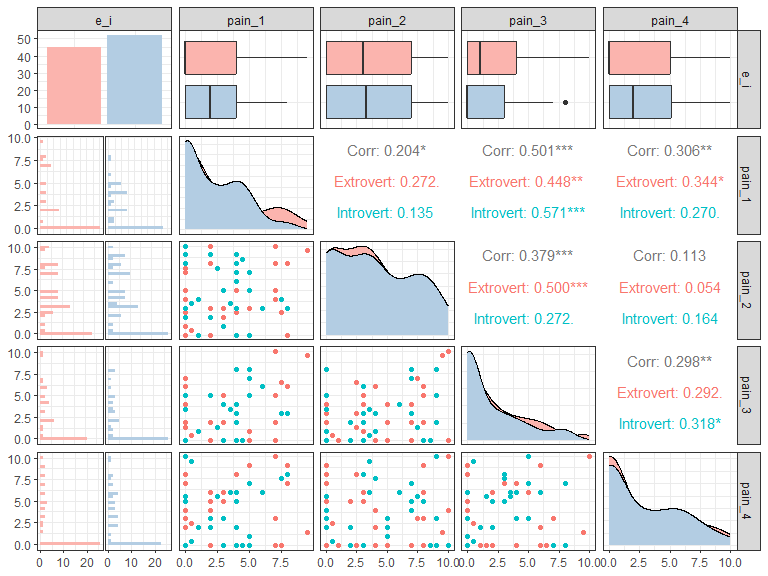 e_i pain_1 pain_2 pain_3 pain_4
50
40
30
20
10
0
e_i
10.0
7.5
5.0
2.5
0.0
Corr: 0.204* Corr: 0.501*** Corr: 0.306**
Extrovert: 0.272. Extrovert: 0.448** Extrovert: 0.344*
Introvert: 0.135 Introvert: 0.571*** Introvert: 0.270.
pain_1
10.0
7.5
5.0
2.5
0.0
Corr: 0.379*** Corr: 0.113
Extrovert: 0.500*** Extrovert: 0.054
Introvert: 0.272. Introvert: 0.164
pain_2
10.0
7.5
5.0
2.5
0.0
Corr: 0.298**
Extrovert: 0.292.
Introvert: 0.318*
pain_3
10.0
7.5
5.0
2.5
0.0
pain_4
0 10 20 0 10 20 0.0 2.5 5.0 7.5 0.0 2.5 5.0 7.5 10.0 0.0 2.5 5.0 7.5 10.0 0.0 2.5 5.0 7.5 10.0